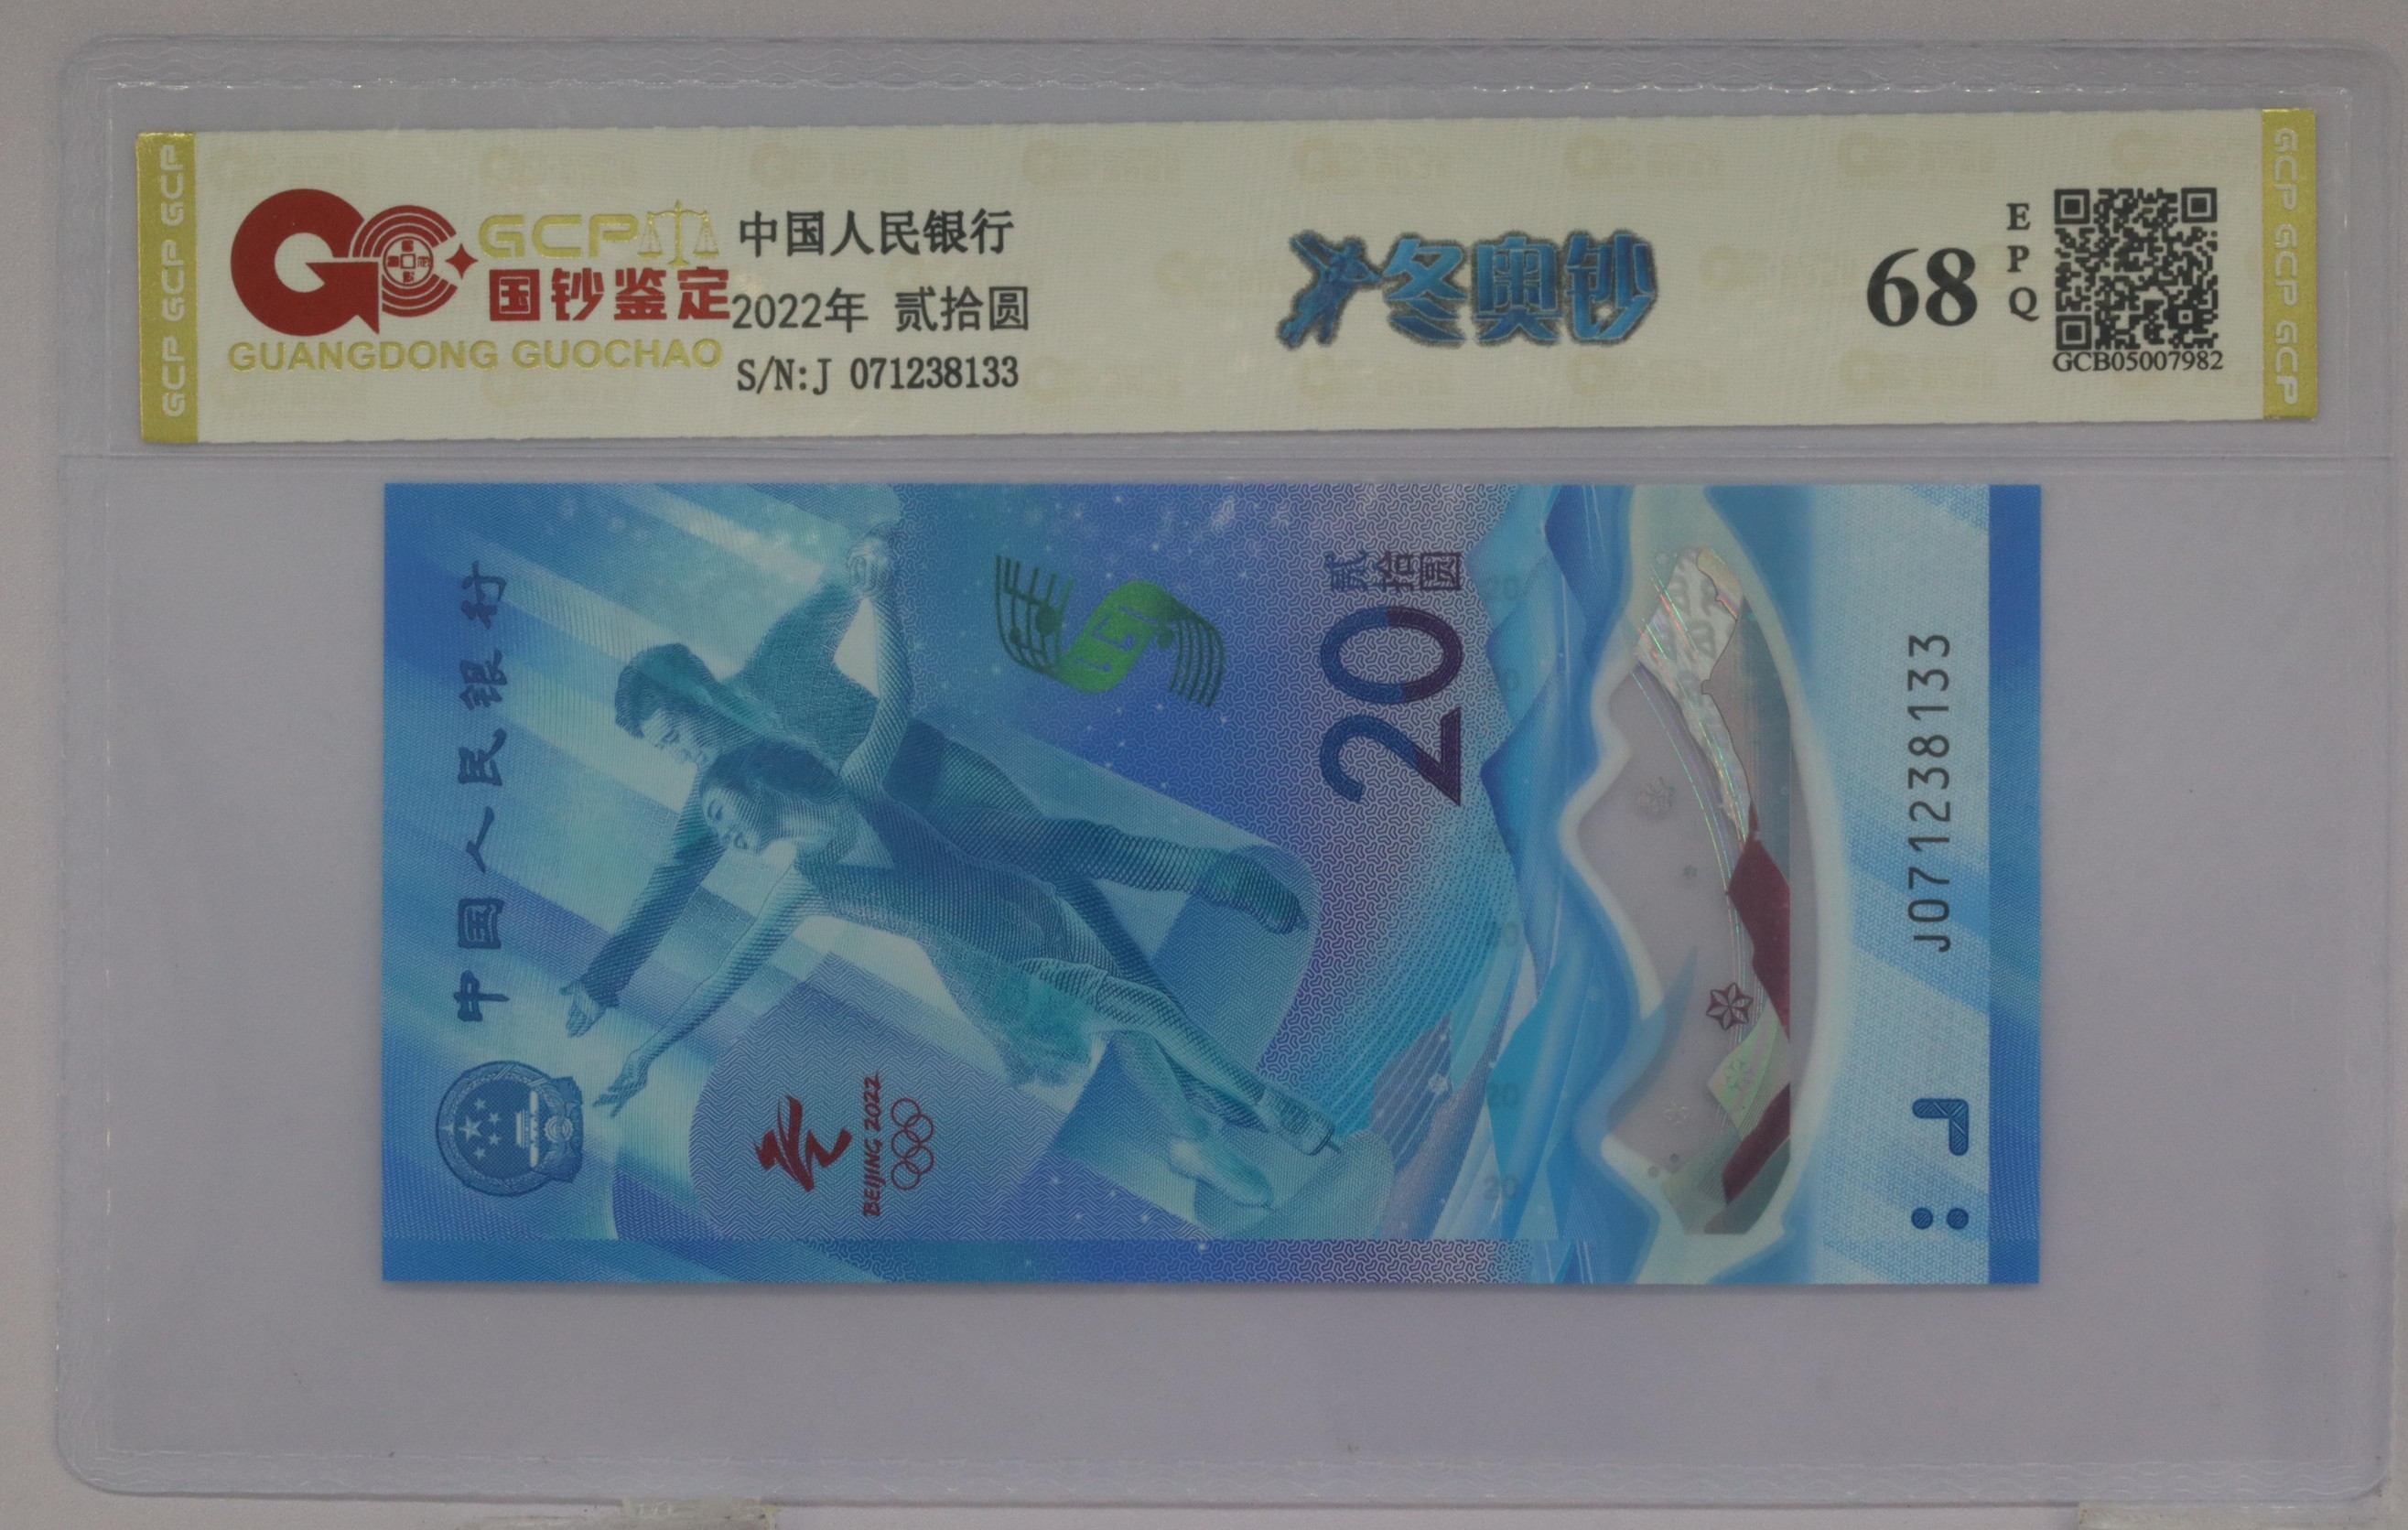 GCP GCP GCP
GCP
国钞鉴定
GUANGDONG GUOCHAO
中国人民银行
2022年 贰拾圆
S/N:J 071238133
冬奥钞
68
EPQ
GCB05007982
GCP GCP GCP
中国人民银行
BEIJING 2022
贰拾圆
20
J071238133